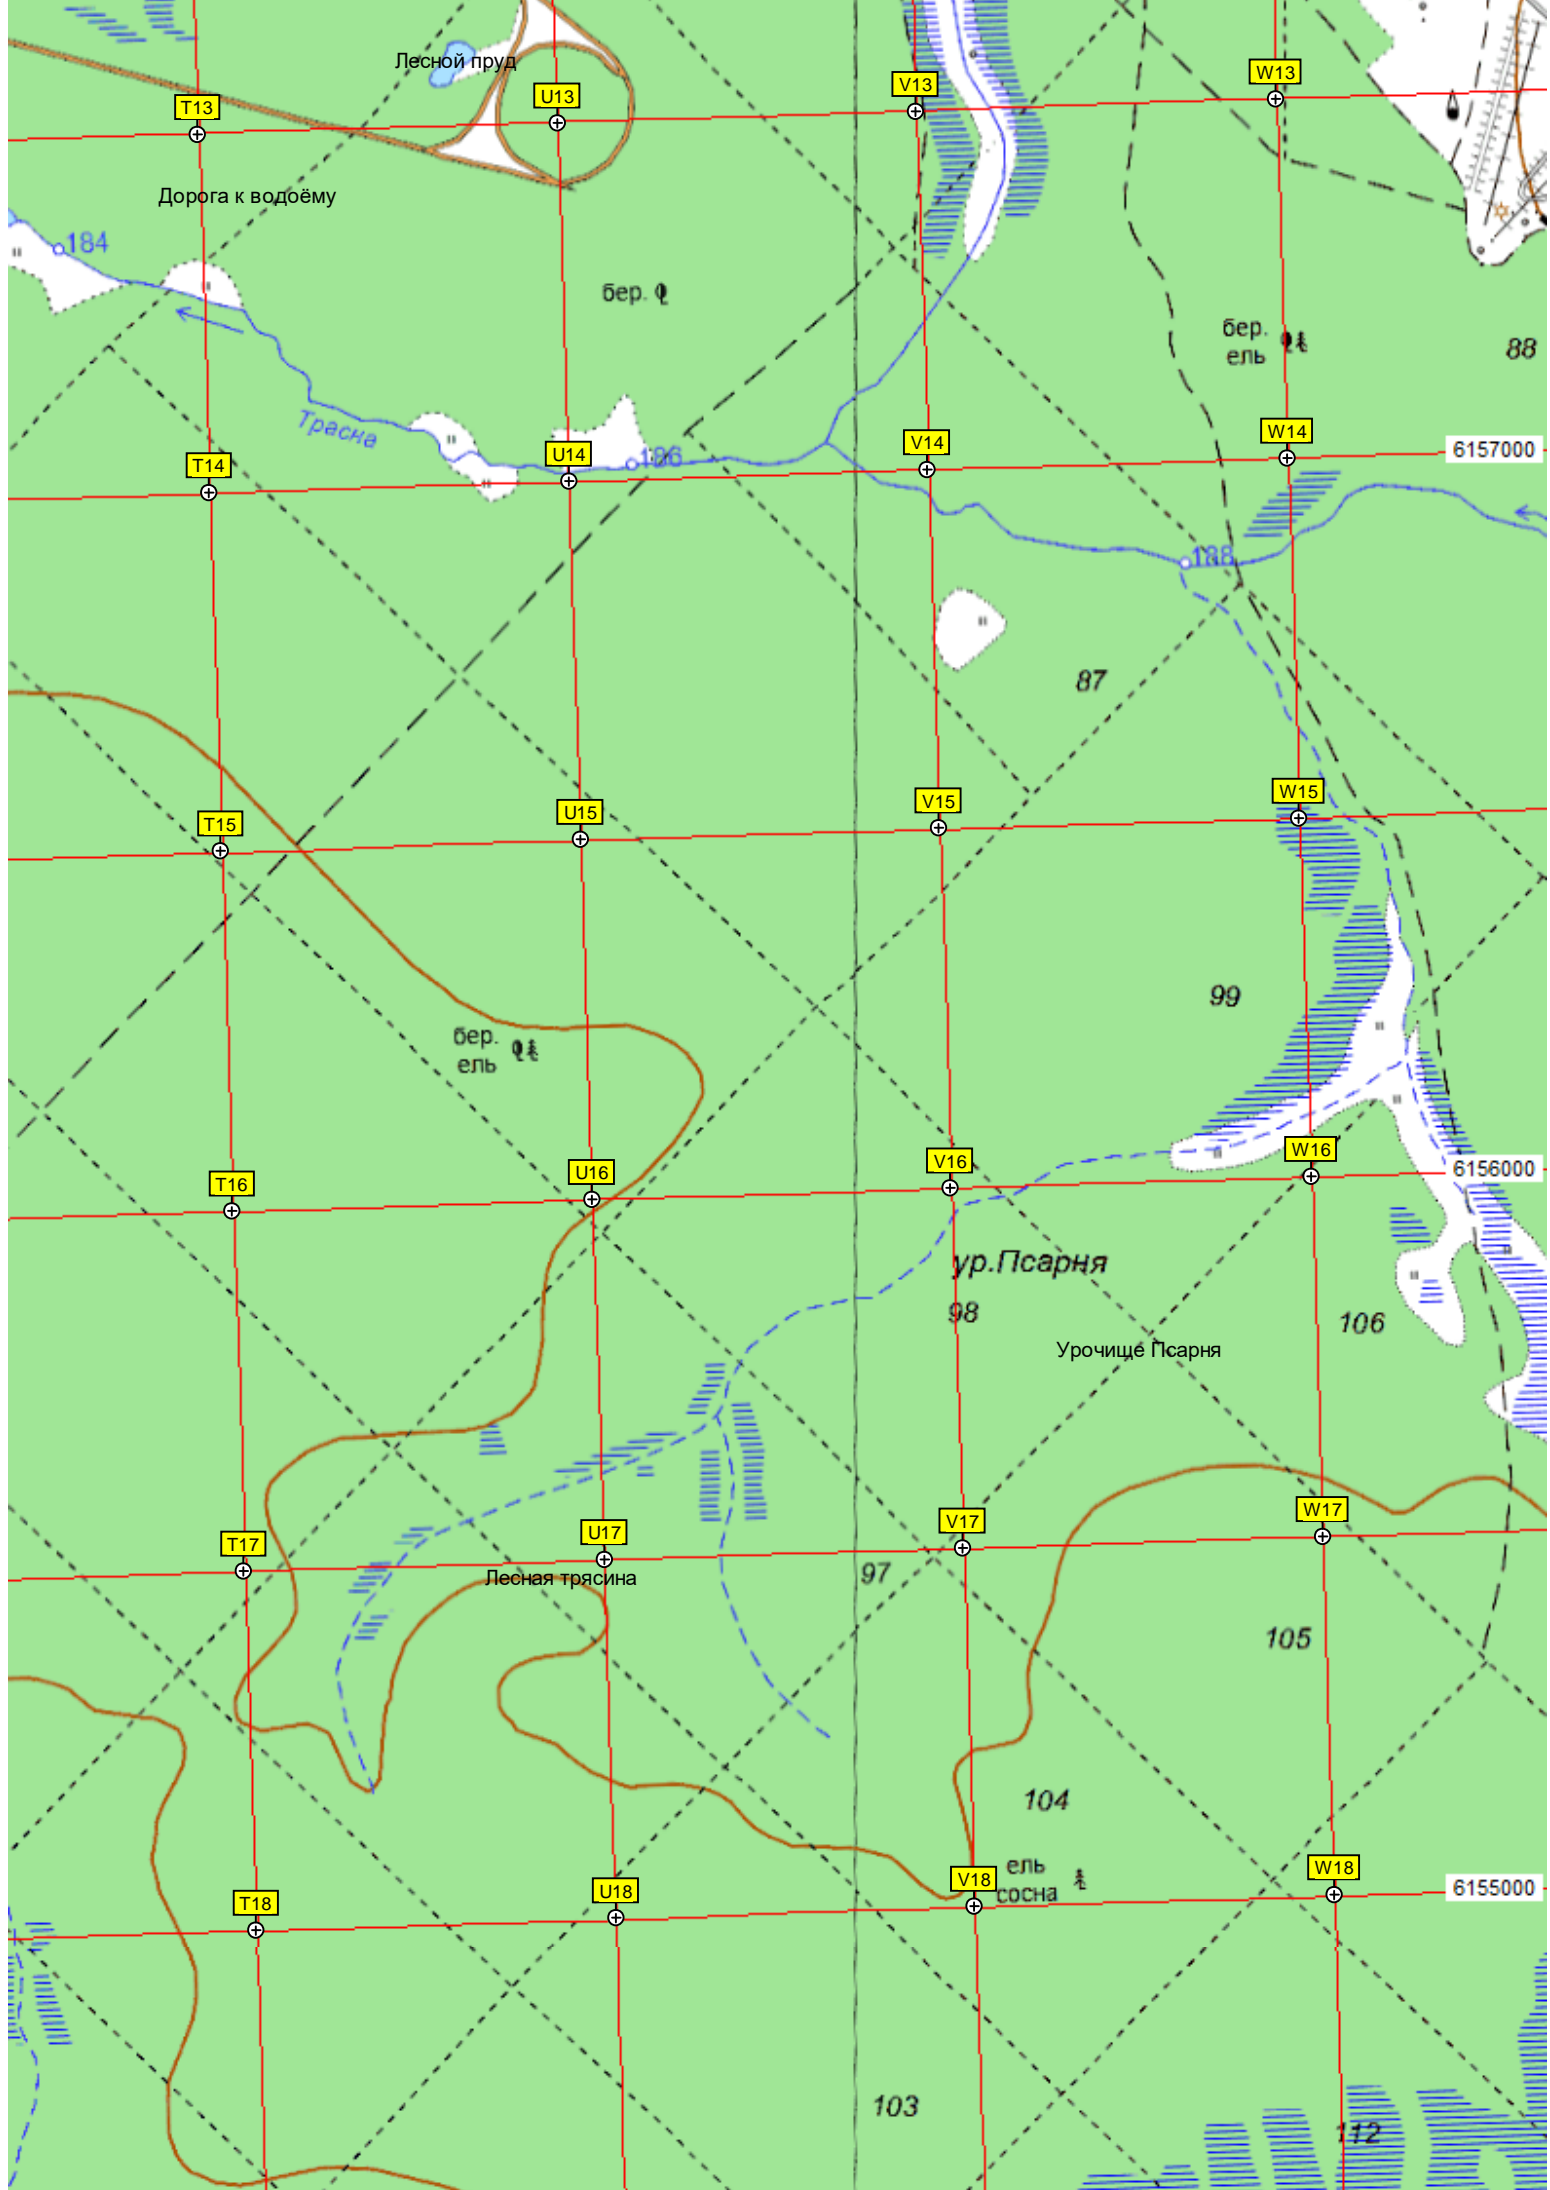 Лесной пруд
W13
V13
U13
T13
Дорога к водоёму
184
бер.
бер.
ель
88
Траска
W14
V14
U14
T14
186
6157000
188
87
W15
V15
U15
T15
99
бер.
ель
W16
V16
U16
T16
6156000
ур.Псарня
98
106
Урочище Псарня
W17
V17
U17
T17
Лесная трясина
97
105
104
ель
сосна
W18
V18
U18
T18
6155000
103
112